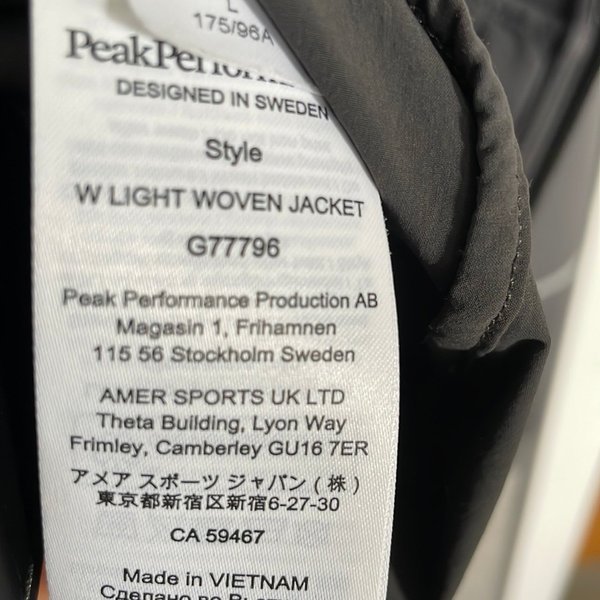 L
175/96A
DESIGNED IN SWEDEN
Style
W LIGHT WOVEN JACKET
G77796
Peak Performance Production AB
Magasin 1, Frihamnen
115 56 Stockholm Sweden
AMER SPORTS UK LTD
Theta Building, Lyon Way
Frimley, Camberley GU16 7ER
アメア スポーツ ジャパン ( 株 )
東京都新宿区新宿6-27-30
CA 59467
Made in VIETNAM
Сделано во